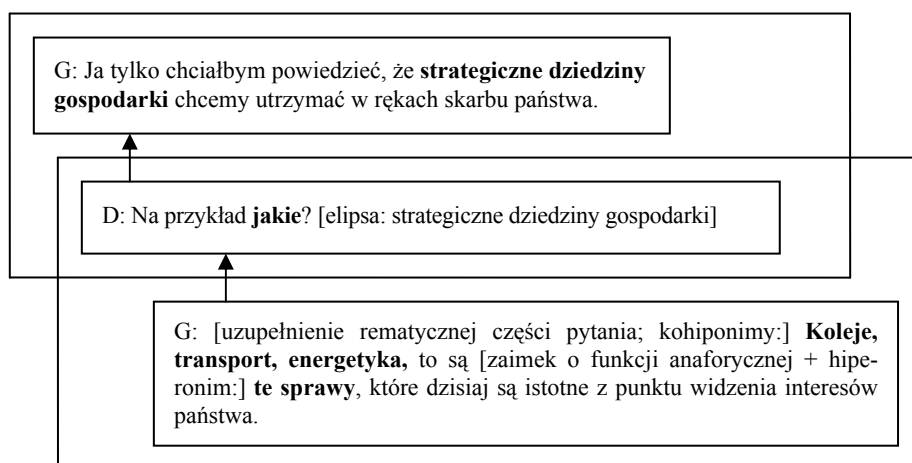 G: Ja tylko chciałbym powiedzieć, że strategiczne dziedziny
gospodarki chcemy utrzymać w rękach skarbu państwa.
D: Na przykład jakie? [elipsa: strategiczne dziedziny gospodarki]
G: [uzupełnienie rematycznej części pytania; kohiponimy:] Koleje,
transport, energetyka, to są [zaimek o funkcji anaforycznej + hipe-
ronim:] te sprawy, które dzisiaj są istotne z punktu widzenia interesów
państwa.